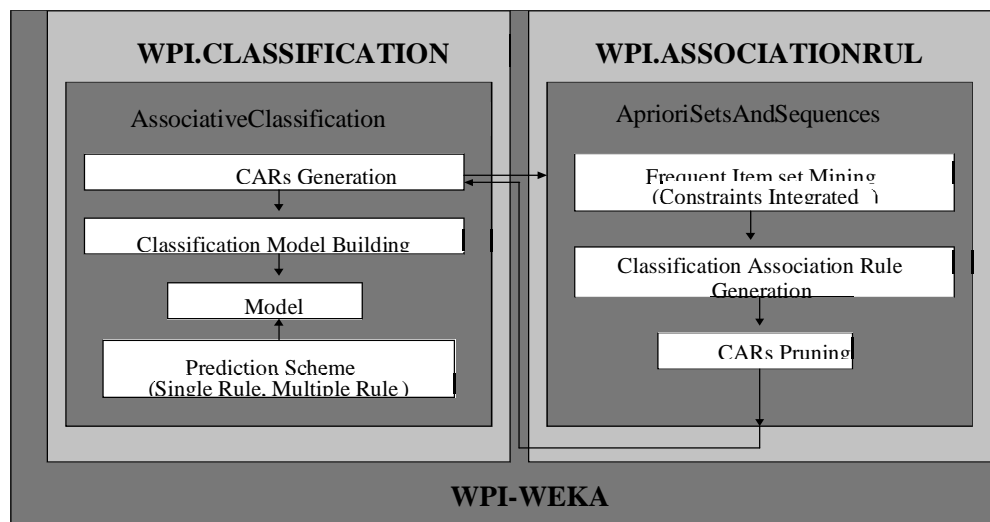 WPI.CLASSIFICATION
AssociativeClassification
CARs Generation
Classification Model Building
Model
Prediction Scheme
(Single Rule, Multiple Rule )
WPI.ASSOCIATIONRUL
AprioriSetsAndSequences
Frequent Item set Mining
(Constraints Integrated )
Classification Association Rule
Generation
CARs Pruning
WPI-WEKA